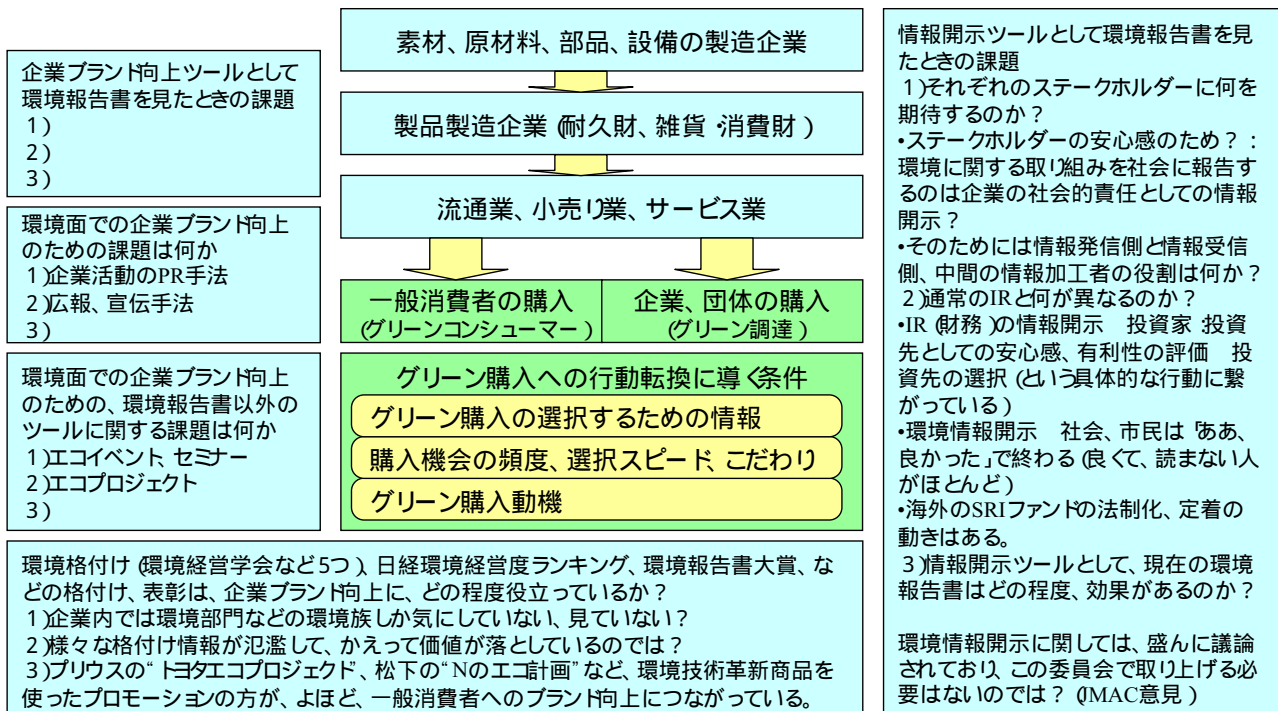 企業ブランド向上ツールとして
環境報告書を見たときの課題
1)
2)
3)
環境面での企業ブランド向上
のための課題は何か
1)企業活動のPR手法
2)広報、宣伝手法
3)
環境面での企業ブランド向上
のための、環境報告書以外の
ツールに関する課題は何か
1)エコイベント、セミナー
2)エコプロジェクト
3)
素材、原材料、部品、設備の製造企業
製品製造企業(耐久財、雑貨・消費財)
流通業、小売り業、サービス業
一般消費者の購入
(グリーンコンシューマー)
企業、団体の購入
(グリーン調達)
グリーン購入への行動転換に導く条件
グリーン購入の選択するための情報
購入機会の頻度、選択スピード、こだわり
グリーン購入動機
環境格付け(環境経営学会など5つ)、日経環境経営度ランキング、環境報告書大賞、な
どの格付け、表彰は、企業ブランド向上に、どの程度役立っているか?
1)企業内では環境部門などの環境族しか気にしていない、見ていない?
2)様々な格付け情報が氾濫して、かえって価値が落としているのでは?
3)プリウスの“トヨタエコプロジェクト”、松下の“Nのエコ計画”など、環境技術革新商品を
使ったプロモーションの方が、よほど、一般消費者へのブランド向上につながっている。
情報開示ツールとして環境報告書を見
たときの課題
1)それぞれのステークホルダーに何を
期待するのか?
•ステークホルダーの安心感のため?:
環境に関する取り組みを社会に報告す
るのは企業の社会的責任としての情報
開示?
•そのためには情報発信側と情報受信
側、中間の情報加工者の役割は何か?
2)通常のIRと何が異なるのか?
•IR(財務)の情報開示 投資家:投資
先としての安心感、有利性の評価 投
資先の選択(という具体的な行動に繋
がっている)
•環境情報開示 社会、市民は「ああ、
良かった」で終わる(良くて、読まない人
がほとんど)
•海外のSRIファンドの法制化、定着の
動きはある。
3)情報開示ツールとして、現在の環境
報告書はどの程度、効果があるのか?
環境情報開示に関しては、盛んに議論
されており、この委員会で取り上げる必
要はないのでは?(JMAC意見)